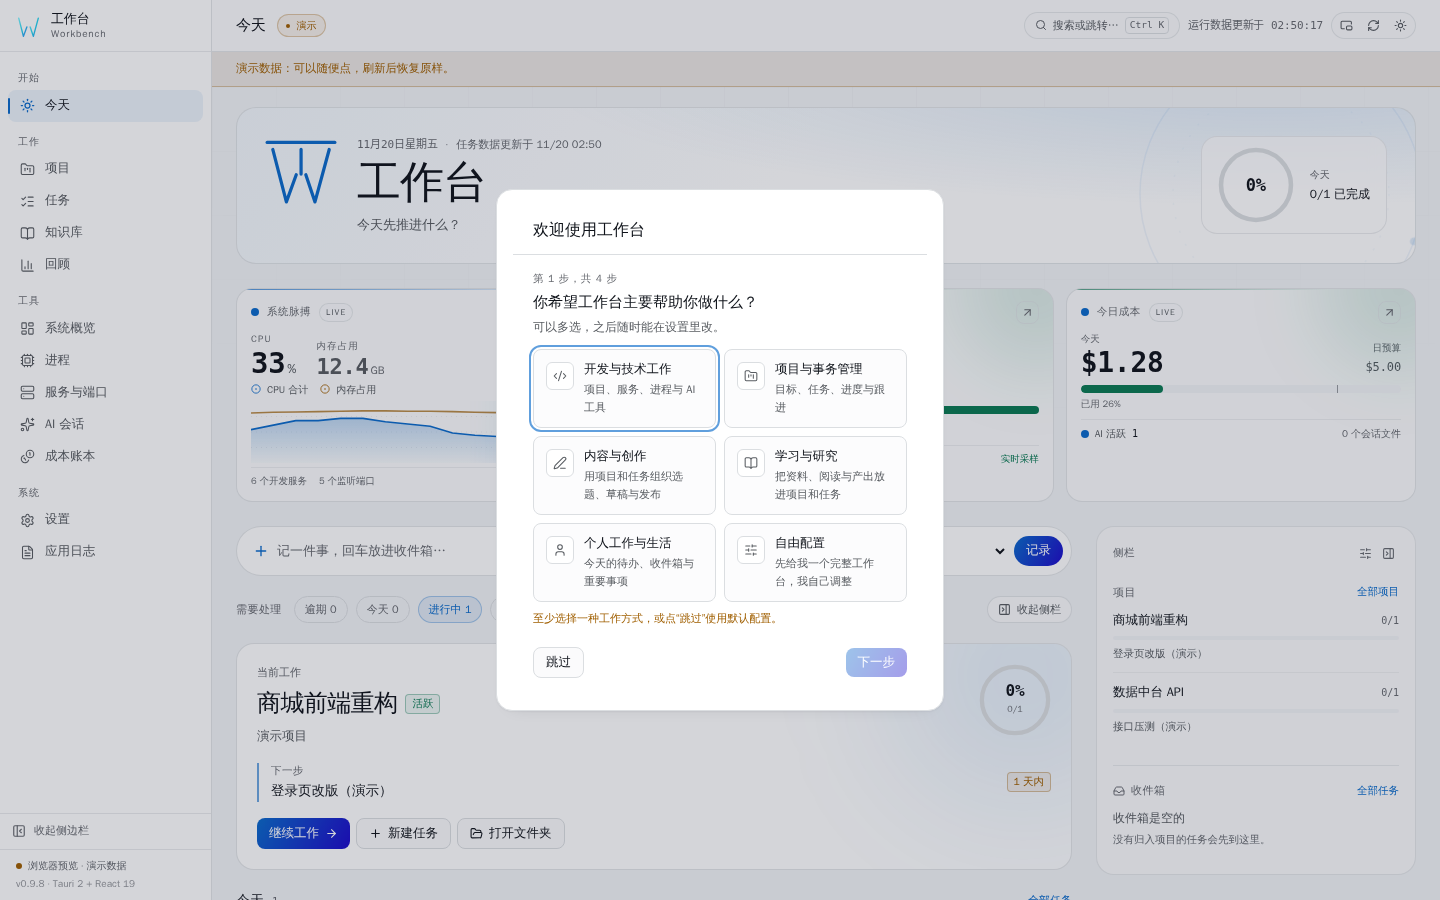 工作台
Workbench
开始
今天
工作
项目
任务
知识库
回顾
工具
系统概览
进程
服务与端口
AI 会话
成本账本
系统
设置
应用日志
收起侧边栏
浏览器预览 · 演示数据
v0.9.8 · Tauri 2 + React 19
今天
演示
搜索或跳转…
Ctrl K
运行数据更新于 02:50:17
演示数据：可以随便点，刷新后恢复原样。
11月20日星期五 · 任务数据更新于 11/20 02:50
工作台
今天先推进什么？
0%
今天
0/1 已完成
系统脉搏
LIVE
CPU
33%
内存占用
12.4GB
CPU 合计
内存占用
6 个开发服务
5 个监听端口
实时采样
今日成本
LIVE
今天
$1.28
日预算
$5.00
已用 26%
AI 活跃 1
0 个会话文件
记一件事，回车放进收件箱…
记录
需要处理
逾期 0
今天 0
进行中 1
收起侧栏
当前工作
商城前端重构
活跃
演示项目
0%
0/1
下一步
登录页改版（演示）
1 天内
继续工作
新建任务
打开文件夹
今天 1
全部任务
侧栏
项目
全部项目
商城前端重构
0/1
登录页改版（演示）
数据中台 API
0/1
接口压测（演示）
收件箱
全部任务
收件箱是空的
没有归入项目的任务会先到这里。
欢迎使用工作台
第 1 步，共 4 步
你希望工作台主要帮助你做什么？
可以多选，之后随时能在设置里改。
开发与技术工作
项目、服务、进程与 AI
工具
项目与事务管理
目标、任务、进度与跟
进
内容与创作
用项目和任务组织选
题、草稿与发布
学习与研究
把资料、阅读与产出放
进项目和任务
个人工作与生活
今天的待办、收件箱与
重要事项
自由配置
先给我一个完整工作
台，我自己调整
至少选择一种工作方式，或点“跳过”使用默认配置。
跳过
下一步